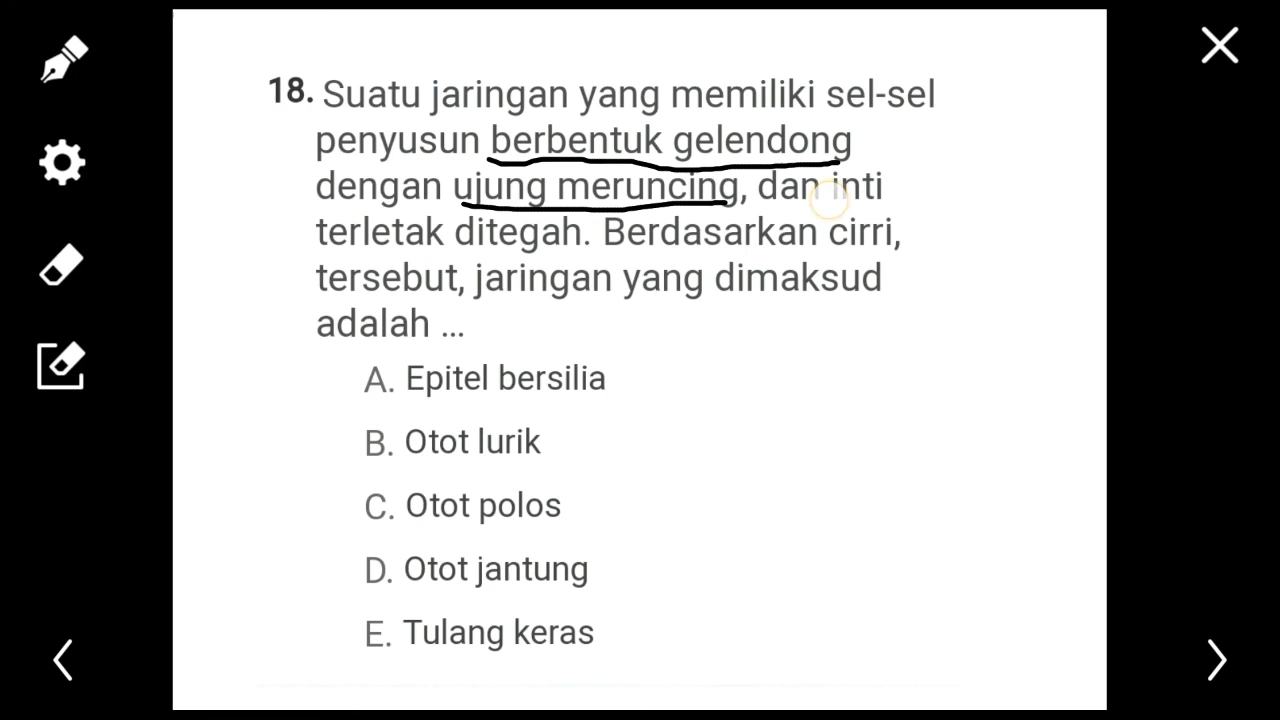 18. Suatu jaringan yang memiliki sel-sel
penyusun berbentuk gelendong
dengan ujung meruncing, dan inti
terletak ditegah. Berdasarkan cirri,
tersebut, jaringan yang dimaksud
adalah ...
A. Epitel bersilia
B. Otot lurik
C. Otot polos
D. Otot jantung
E. Tulang keras